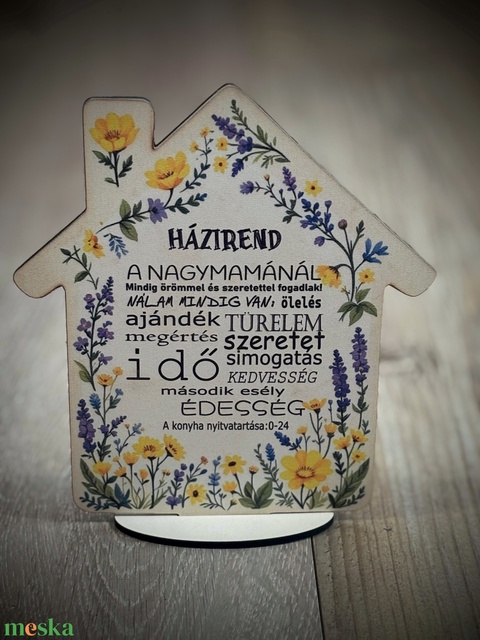 HÁZIREND
A NAGYMAMÁNÁL
Mindig örömmel és szeretettel fogadlak!
NÁLAM MINDIG VAN: ölelés
ajándék TÜRELEM
megértés szeretet
idő simogatás
KEDVESSÉG
második esély
ÉDESSÉG
A konyha nyitvatartása:0-24
meska